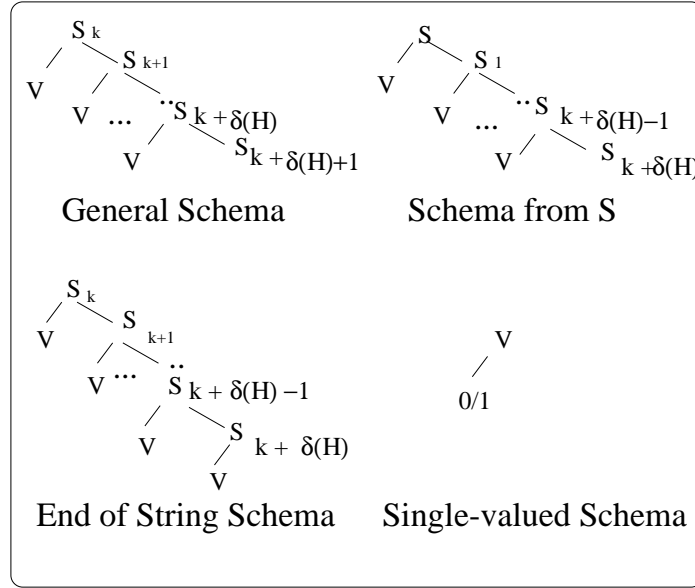 S k
V S k+1
V ... .. S k + δ(H)
V S k + δ(H)+1
General Schema
S
V S 1
V ... .. S k + δ(H)−1
V S k + δ(H)
Schema from S
S k
V S k+1
V ... .. S k + δ(H) −1
V S k + δ(H)
V
End of String Schema
V
0/1
Single-valued Schema